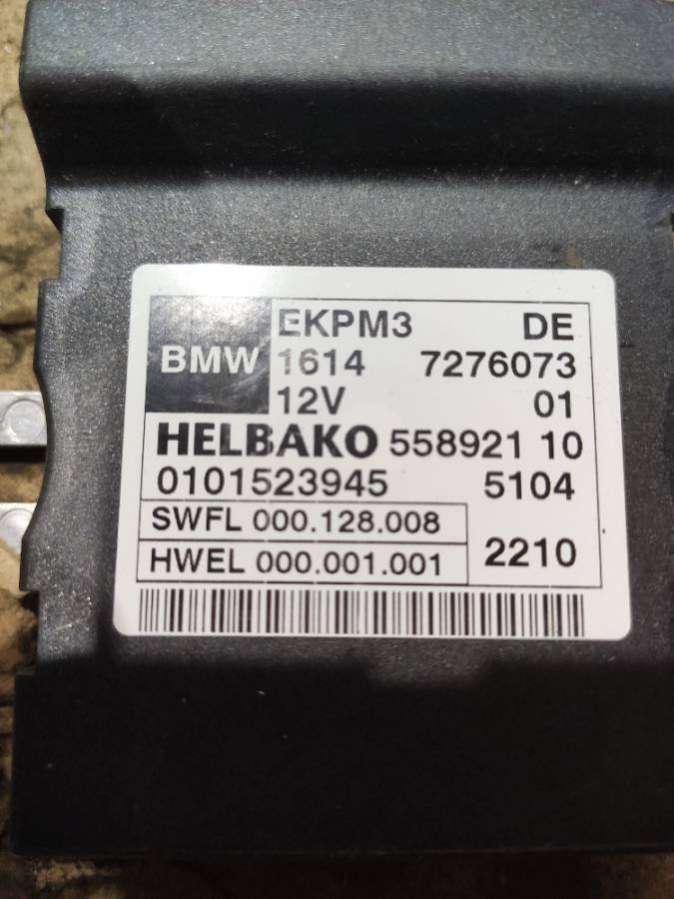 EKPM3 DE
BMW 1614 7276073
12V 01
HELBAKO 558921 10
0101523945 5104
SWFL 000.128.008
HWEL 000.001.001 2210